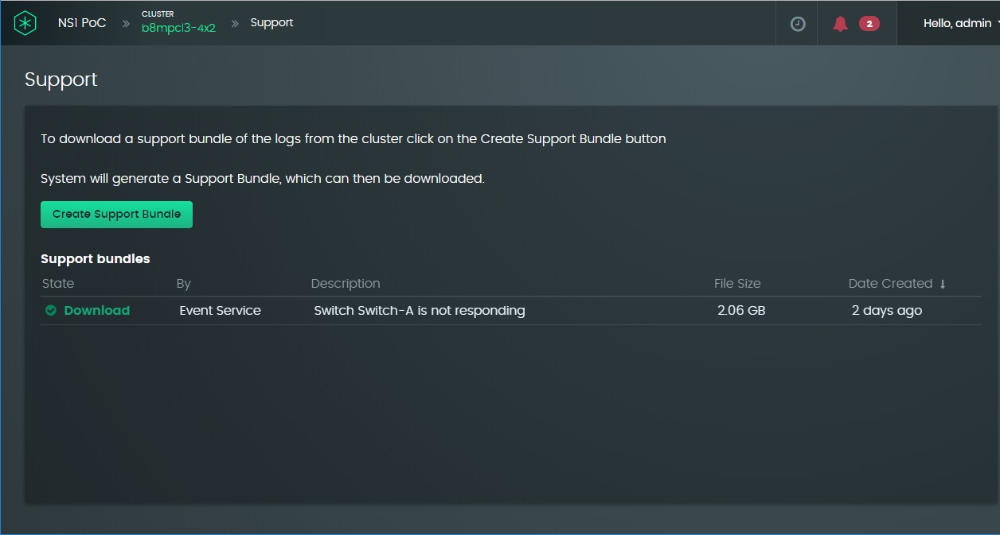 NS1 PoC » CLUSTER b8mpcl3-4x2 » Support
2
Hello, admin
Support
To download a support bundle of the logs from the cluster click on the Create Support Bundle button
System will generate a Support Bundle, which can then be downloaded.
Create Support Bundle
Support bundles
State By Description File Size Date Created ↓
Download Event Service Switch Switch-A is not responding 2.06 GB 2 days ago